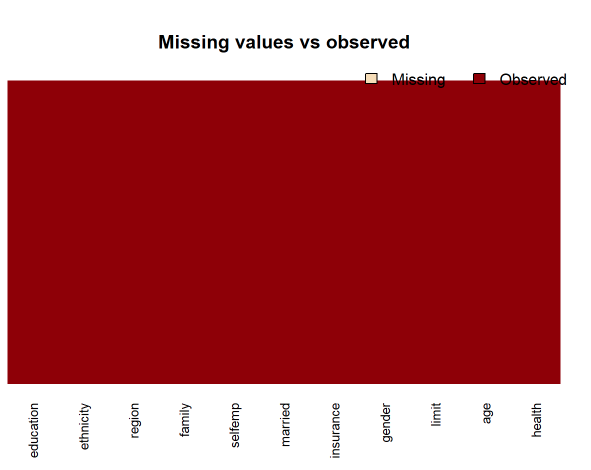 Missing values vs observed
Missing Observed
education ethnicity region family selfemp married insurance gender limit age health